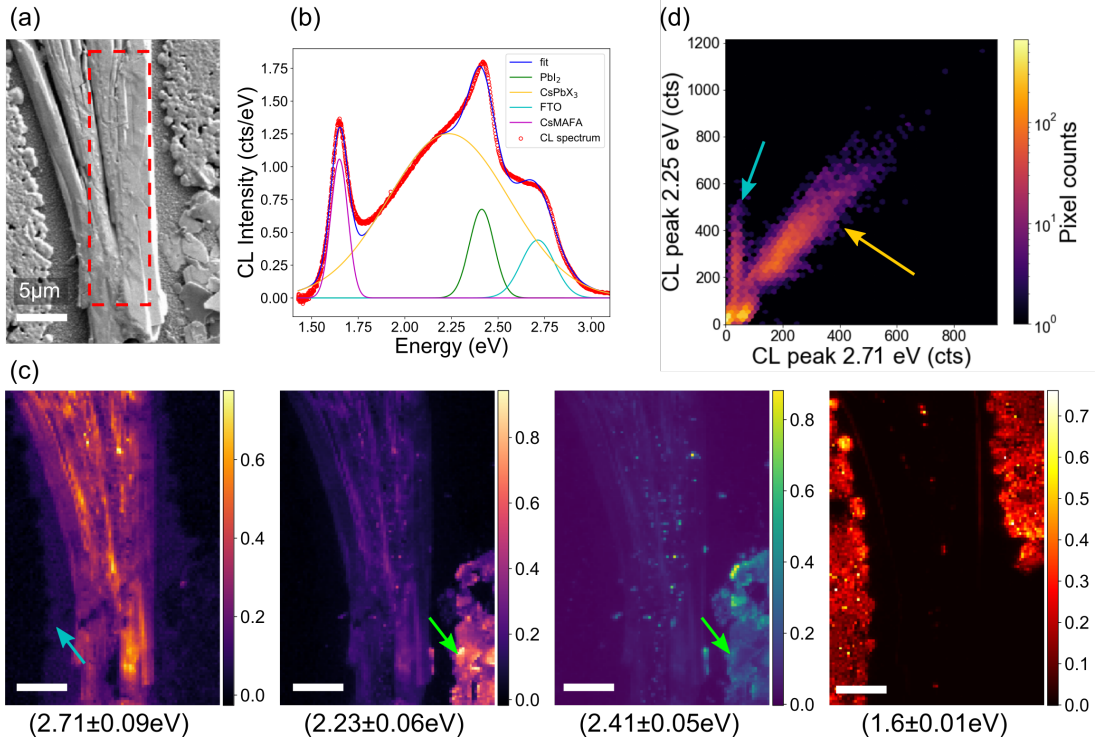 (a)
5μm
(b)
CL Intensity (cts/eV)
1.75
1.50
1.25
1.00
0.75
0.50
0.25
0.00
fit
PbI₂
CsPbX₃
FTO
CsMAFA
CL spectrum
1.50 1.75 2.00 2.25 2.50 2.75 3.00
Energy (eV)
(d)
CL peak 2.25 eV (cts)
1200
1000
800
600
400
200
0
0 200 400 600 800
CL peak 2.71 eV (cts)
10²
10¹
10⁰
Pixel counts
(c)
0.6
0.4
0.2
0.0
(2.71±0.09eV)
0.8
0.6
0.4
0.2
0.0
(2.23±0.06eV)
0.8
0.6
0.4
0.2
0.0
(2.41±0.05eV)
0.7
0.6
0.5
0.4
0.3
0.2
0.1
0.0
(1.6±0.01eV)